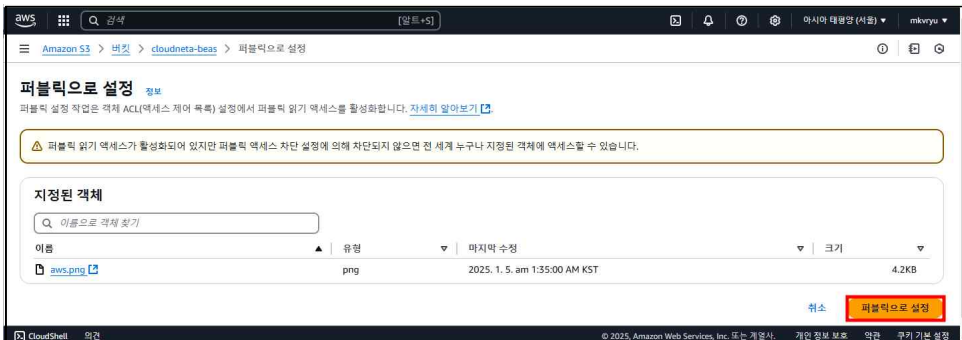 aws 검색 [알트+S] 아시아 태평양 (서울) ▼ mkvryu ▼
Amazon S3 > 버킷 > cloudneta-beas > 퍼블릭으로 설정
퍼블릭으로 설정 정보
퍼블릭 설정 작업은 객체 ACL(액세스 제어 목록) 설정에서 퍼블릭 읽기 액세스를 활성화합니다. 자세히 알아보기.
퍼블릭 읽기 액세스가 활성화되어 있지만 퍼블릭 액세스 차단 설정에 의해 차단되지 않으면 전 세계 누구나 지정된 객체에 액세스할 수 있습니다.
지정된 객체
이름으로 객체 찾기
이름 ▲ 유형 ▽ 마지막 수정 ▽ 크기 ▽
aws.png png 2025. 1. 5. am 1:35:00 AM KST 4.2KB
취소 퍼블릭으로 설정
CloudShell 의견 © 2025, Amazon Web Services, Inc. 또는 계열사. 개인 정보 보호 약관 쿠키 기본 설정